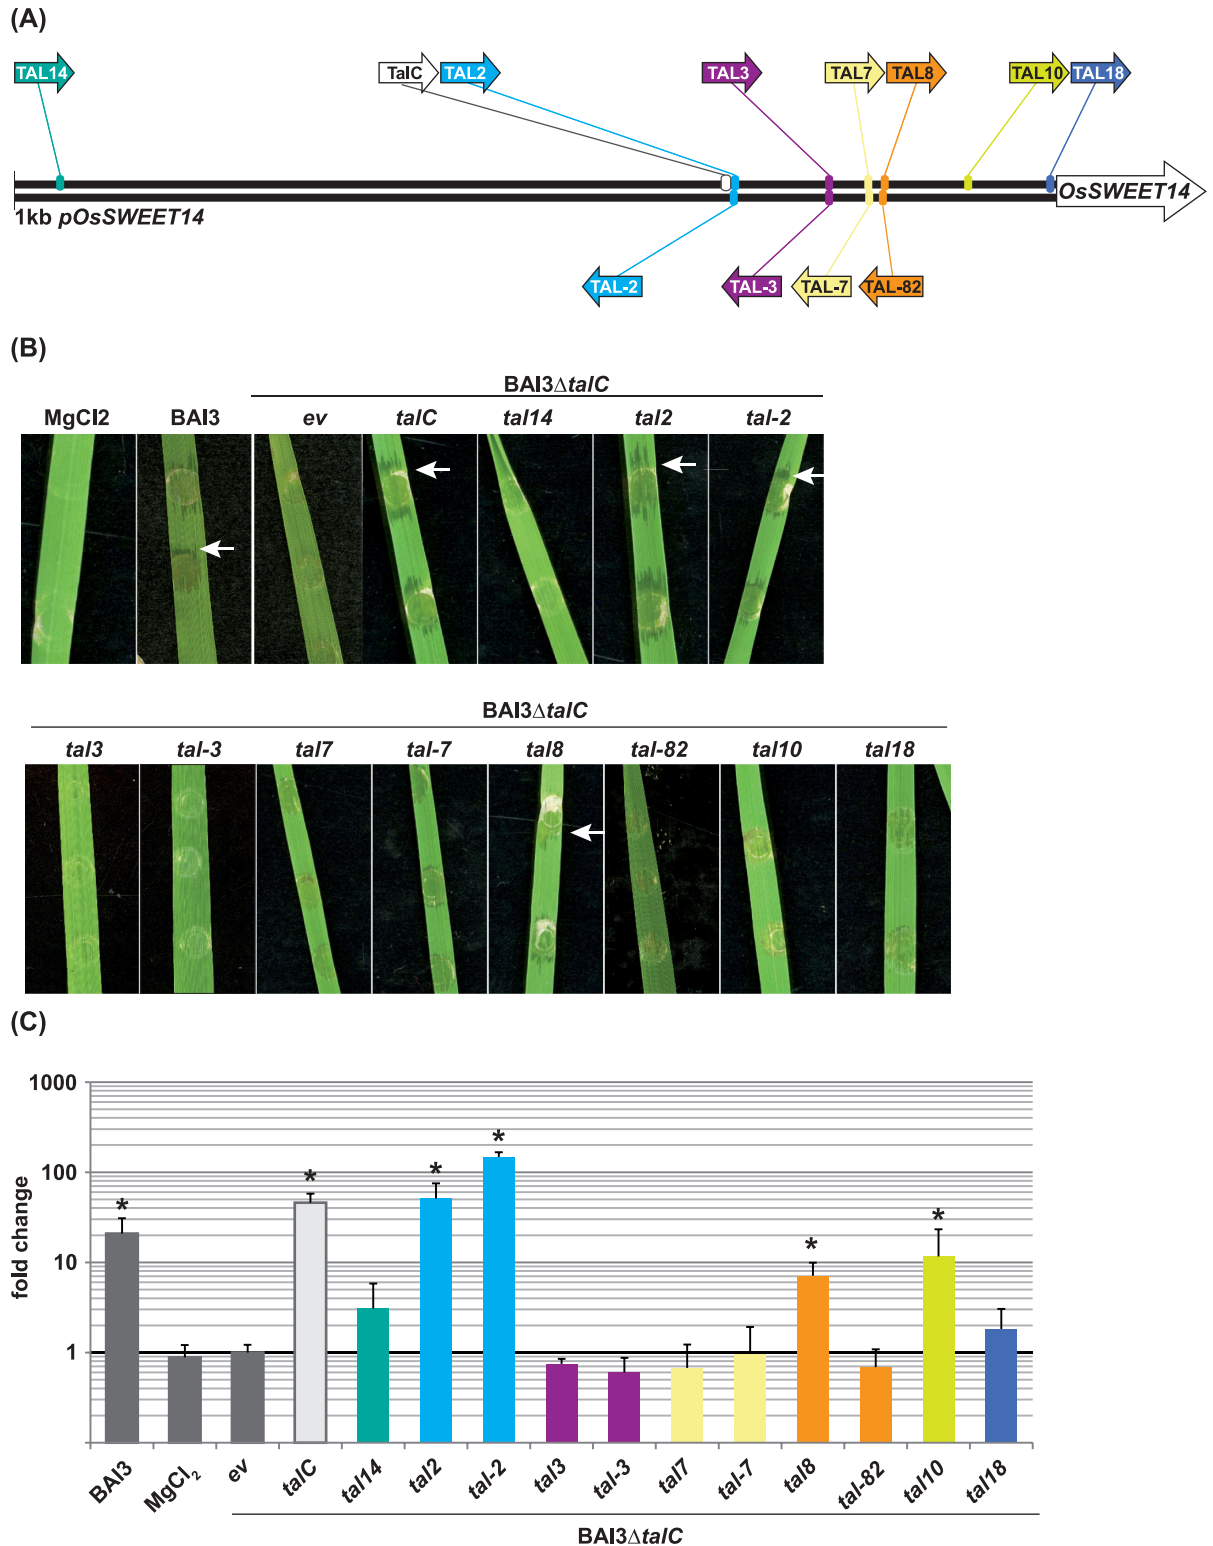 (A)
TAL14 TalC TAL2 TAL3 TAL7 TAL8 TAL10 TAL18
1kb pOsSWEET14 OsSWEET14
TAL-2 TAL-3 TAL-7 TAL-82
(B)
BAI3ΔtalC
MgCl2 BAI3 ev talC tal14 tal2 tal-2
BAI3ΔtalC
tal3 tal-3 tal7 tal-7 tal8 tal-82 tal10 tal18
(C)
fold change
1000
100
10
1
* * * * * *
BAI3 MgCl₂ ev talC tal14 tal2 tal-2 tal3 tal-3 tal7 tal-7 tal8 tal-82 tal10 tal18
BAI3ΔtalC